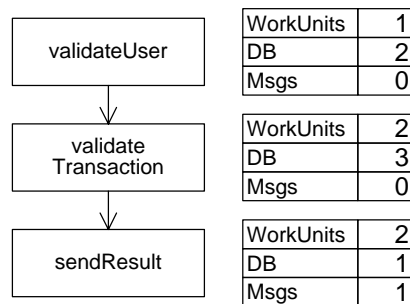 validateUser
WorkUnits 1
DB 2
Msgs 0
validate
Transaction
WorkUnits 2
DB 3
Msgs 0
sendResult
WorkUnits 2
DB 1
Msgs 1